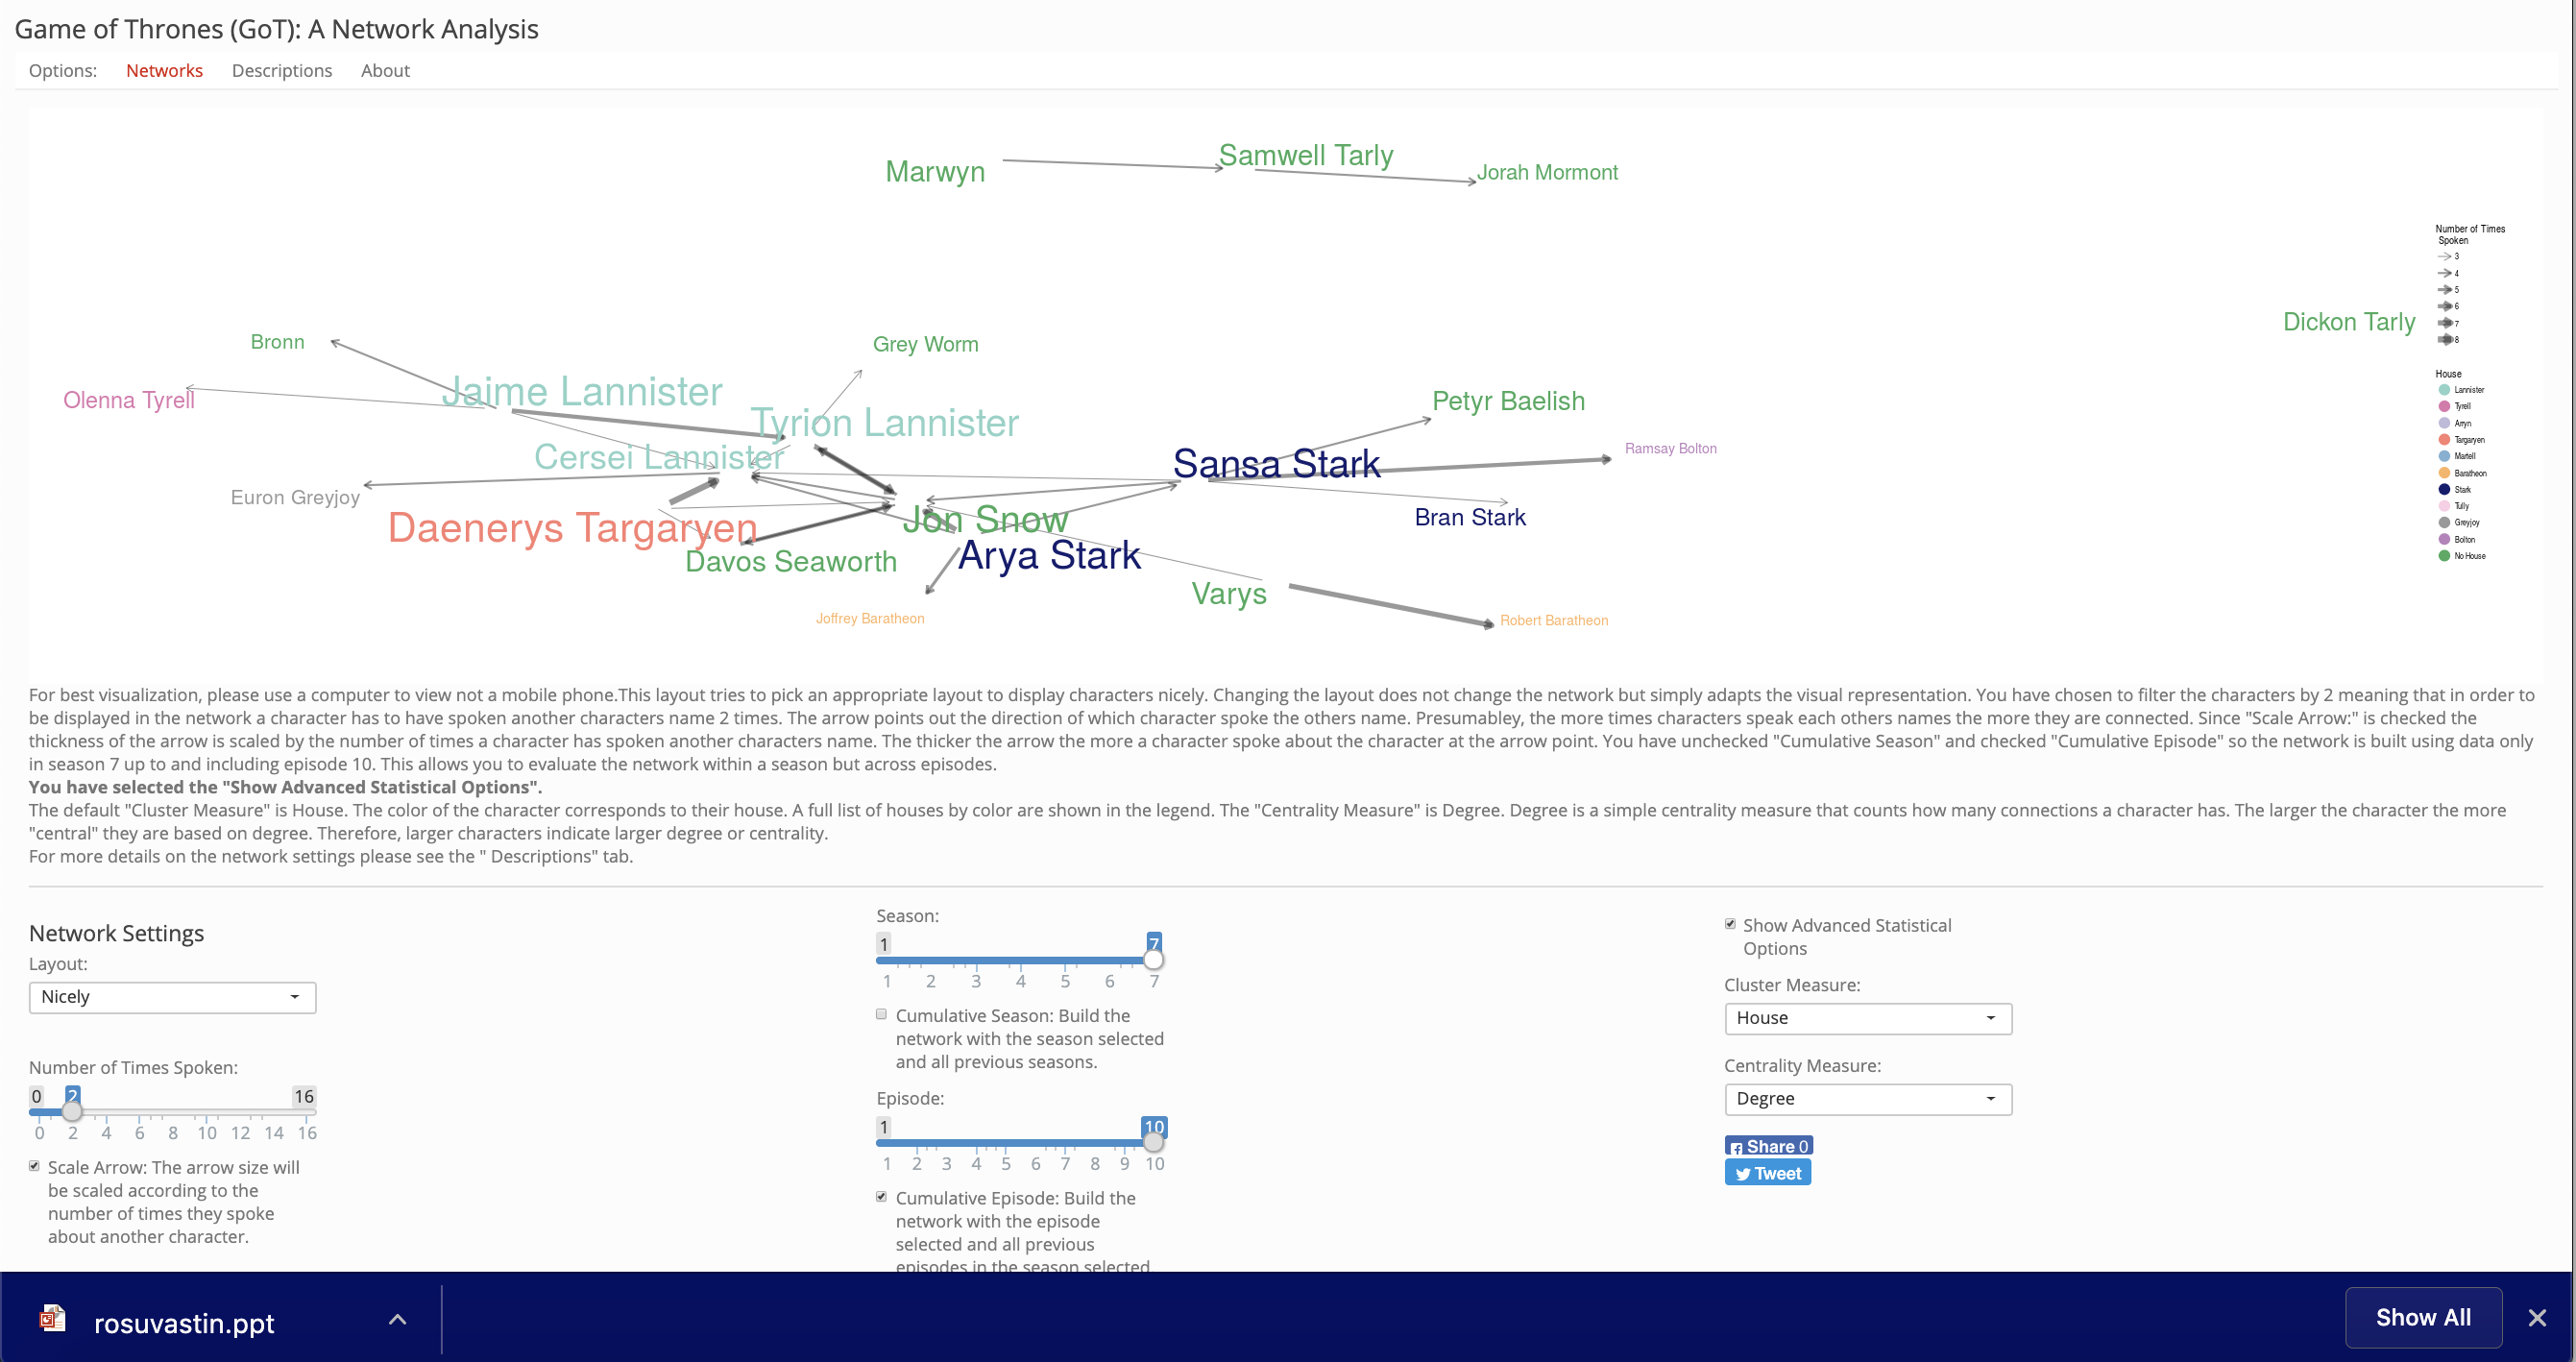 Game of Thrones (GoT): A Network Analysis
Options: Networks Descriptions About
Marwyn
Samwell Tarly
Jorah Mormont
Number of Times
Spoken
3
4
5
6
7
8
Dickon Tarly
Bronn
Grey Worm
Olenna Tyrell
Jaime Lannister
Tyrion Lannister
Petyr Baelish
Cersei Lannister
Sansa Stark
Ramsay Bolton
Euron Greyjoy
Daenerys Targaryen
Jon Snow
Bran Stark
Davos Seaworth
Arya Stark
Varys
Joffrey Baratheon
Robert Baratheon
House
Lannister
Tyrell
Arryn
Targaryen
Martell
Baratheon
Stark
Tully
Greyjoy
Bolton
No House
For best visualization, please use a computer to view not a mobile phone.This layout tries to pick an appropriate layout to display characters nicely. Changing the layout does not change the network but simply adapts the visual representation. You have chosen to filter the characters by 2 meaning that in order to
be displayed in the network a character has to have spoken another characters name 2 times. The arrow points out the direction of which character spoke the others name. Presumabley, the more times characters speak each others names the more they are connected. Since "Scale Arrow:" is checked the
thickness of the arrow is scaled by the number of times a character has spoken another characters name. The thicker the arrow the more a character spoke about the character at the arrow point. You have unchecked "Cumulative Season" and checked "Cumulative Episode" so the network is built using data only
in season 7 up to and including episode 10. This allows you to evaluate the network within a season but across episodes.
You have selected the "Show Advanced Statistical Options".
The default "Cluster Measure" is House. The color of the character corresponds to their house. A full list of houses by color are shown in the legend. The "Centrality Measure" is Degree. Degree is a simple centrality measure that counts how many connections a character has. The larger the character the more
"central" they are based on degree. Therefore, larger characters indicate larger degree or centrality.
For more details on the network settings please see the " Descriptions" tab.
Network Settings
Layout:
Nicely
Number of Times Spoken:
0 2 16
0 2 4 6 8 10 12 14 16
Scale Arrow: The arrow size will
be scaled according to the
number of times they spoke
about another character.
Season:
1 7
1 2 3 4 5 6 7
Cumulative Season: Build the
network with the season selected
and all previous seasons.
Episode:
1 10
1 2 3 4 5 6 7 8 9 10
Cumulative Episode: Build the
network with the episode
selected and all previous
episodes in the season selected
Show Advanced Statistical
Options
Cluster Measure:
House
Centrality Measure:
Degree
Share 0
Tweet
rosuvastin.ppt
Show All